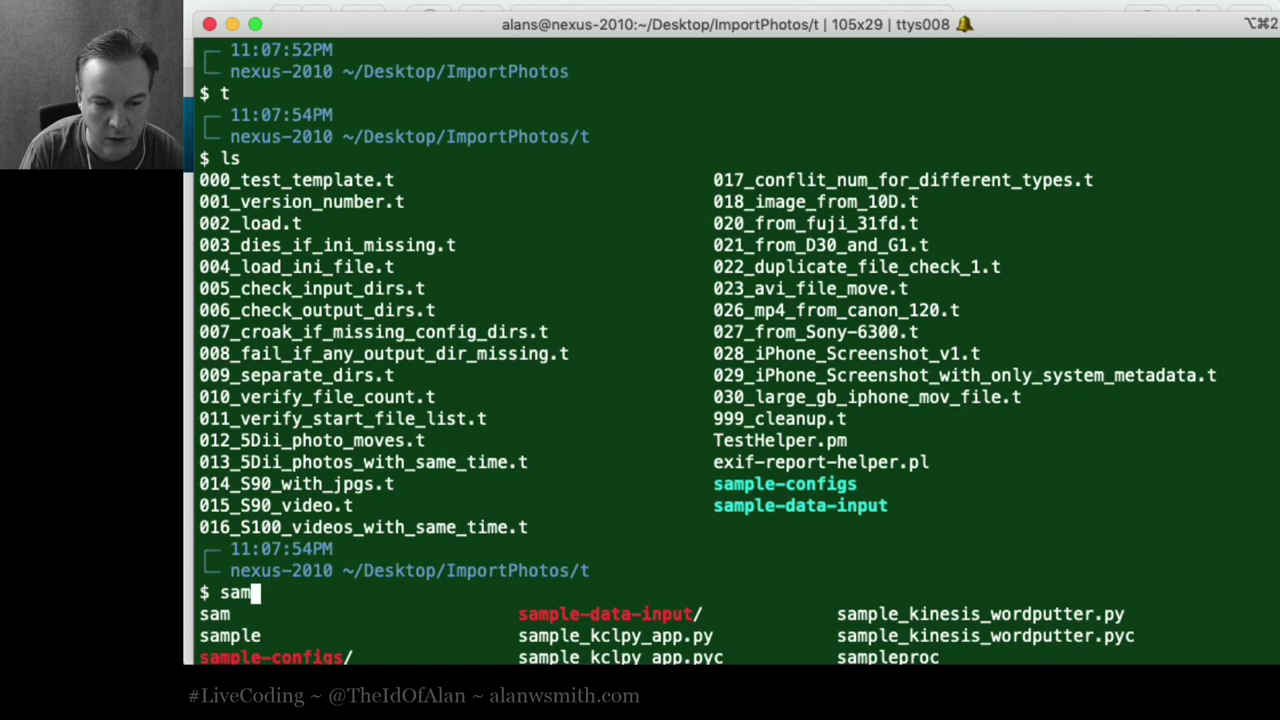 alans@nexus-2010:~/Desktop/ImportPhotos/t | 105x29 | ttys008 🔔
⌥⌘2
11:07:52PM
nexus-2010 ~/Desktop/ImportPhotos
$ t
11:07:54PM
nexus-2010 ~/Desktop/ImportPhotos/t
$ ls
000_test_template.t 017_conflit_num_for_different_types.t
001_version_number.t 018_image_from_10D.t
002_load.t 020_from_fuji_31fd.t
003_dies_if_ini_missing.t 021_from_D30_and_G1.t
004_load_ini_file.t 022_duplicate_file_check_1.t
005_check_input_dirs.t 023_avi_file_move.t
006_check_output_dirs.t 026_mp4_from_canon_120.t
007_croak_if_missing_config_dirs.t 027_from_Sony-6300.t
008_fail_if_any_output_dir_missing.t 028_iPhone_Screenshot_v1.t
009_separate_dirs.t 029_iPhone_Screenshot_with_only_system_metadata.t
010_verify_file_count.t 030_large_gb_iphone_mov_file.t
011_verify_start_file_list.t 999_cleanup.t
012_5Dii_photo_moves.t TestHelper.pm
013_5Dii_photos_with_same_time.t exif-report-helper.pl
014_S90_with_jpgs.t sample-configs
015_S90_video.t sample-data-input
016_S100_videos_with_same_time.t
11:07:54PM
nexus-2010 ~/Desktop/ImportPhotos/t
$ sam
sam sample-data-input/ sample_kinesis_wordputter.py
sample sample_kclpy_app.py sample_kinesis_wordputter.pyc
sample-configs/ sample_kclpy_app.pyc sampleproc
#LiveCoding ~ @TheIdOfAlan ~ alanwsmith.com